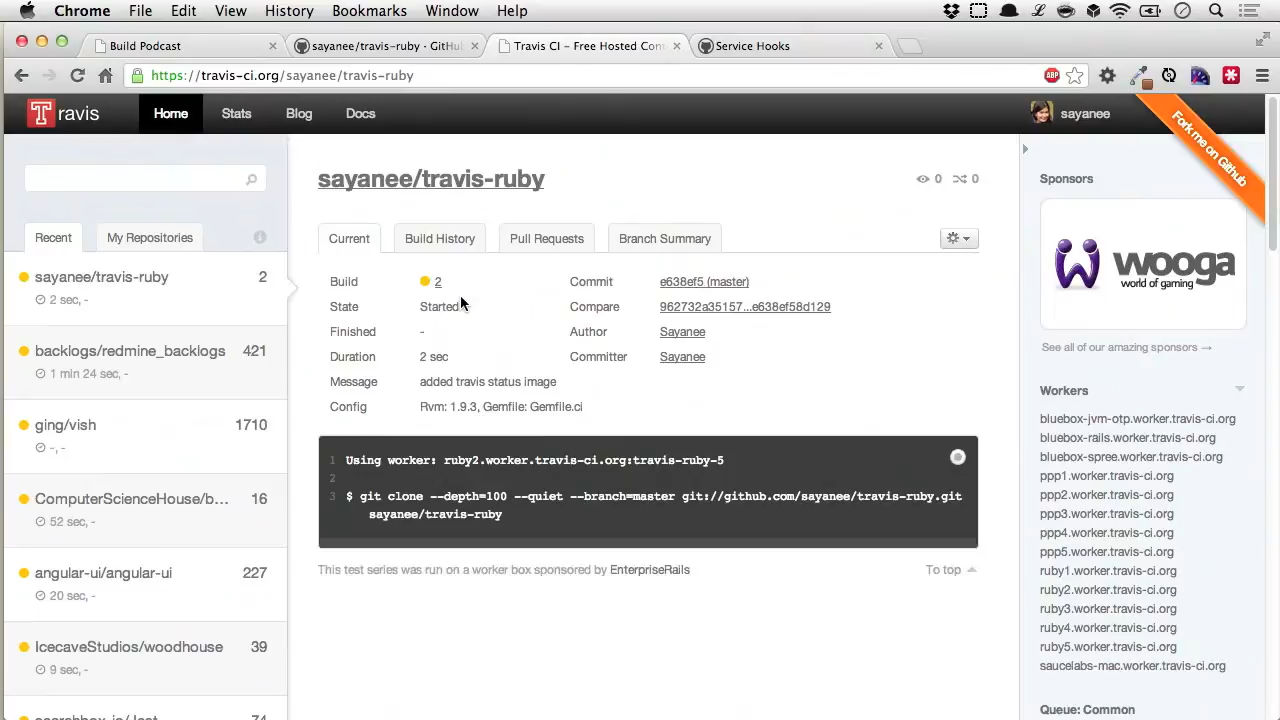 Chrome File Edit View History Bookmarks Window Help
Build Podcast
sayanee/travis-ruby · GitHub
Travis CI - Free Hosted Con
Service Hooks
https://travis-ci.org/sayanee/travis-ruby
ABP
Travis Home Stats Blog Docs sayanee
Fork me on Github
Recent My Repositories
sayanee/travis-ruby 2
2 sec, -
backlogs/redmine_backlogs 421
1 min 24 sec, -
ging/vish 1710
-, -
ComputerScienceHouse/b... 16
52 sec, -
angular-ui/angular-ui 227
20 sec, -
IcecaveStudios/woodhouse 39
9 sec, -
74
sayanee/travis-ruby 0 0
Current Build History Pull Requests Branch Summary
Build 2 Commit e638ef5 (master)
State Started Compare 962732a35157...e638ef58d129
Finished - Author Sayanee
Duration 2 sec Committer Sayanee
Message added travis status image
Config Rvm: 1.9.3, Gemfile: Gemfile.ci
1 Using worker: ruby2.worker.travis-ci.org:travis-ruby-5
2
3 $ git clone --depth=100 --quiet --branch=master git://github.com/sayanee/travis-ruby.git
sayanee/travis-ruby
This test series was run on a worker box sponsored by EnterpriseRails To top
Sponsors
wooga
world of gaming
See all of our amazing sponsors →
Workers
bluebox-jvm-otp.worker.travis-ci.org
bluebox-rails.worker.travis-ci.org
bluebox-spree.worker.travis-ci.org
ppp1.worker.travis-ci.org
ppp2.worker.travis-ci.org
ppp3.worker.travis-ci.org
ppp4.worker.travis-ci.org
ppp5.worker.travis-ci.org
ruby1.worker.travis-ci.org
ruby2.worker.travis-ci.org
ruby3.worker.travis-ci.org
ruby4.worker.travis-ci.org
ruby5.worker.travis-ci.org
saucelabs-mac.worker.travis-ci.org
Queue: Common